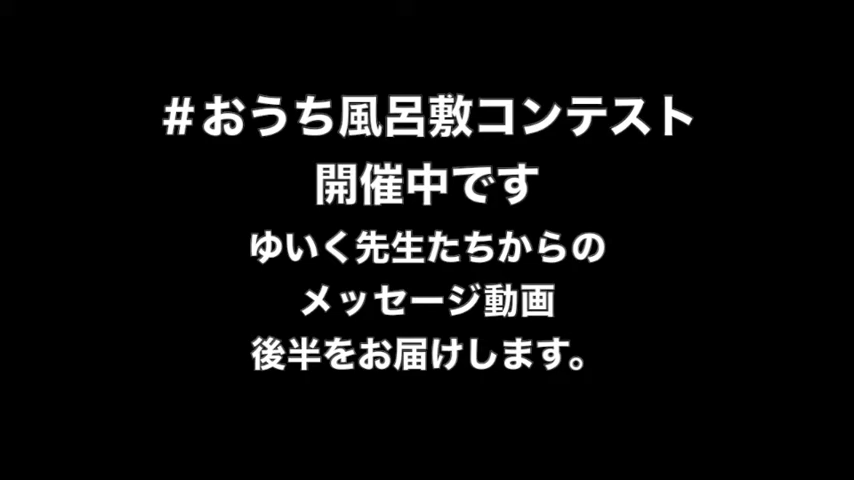 #おうち風呂敷コンテスト
開催中です
ゆいく先生たちからの
メッセージ動画
後半をお届けします。